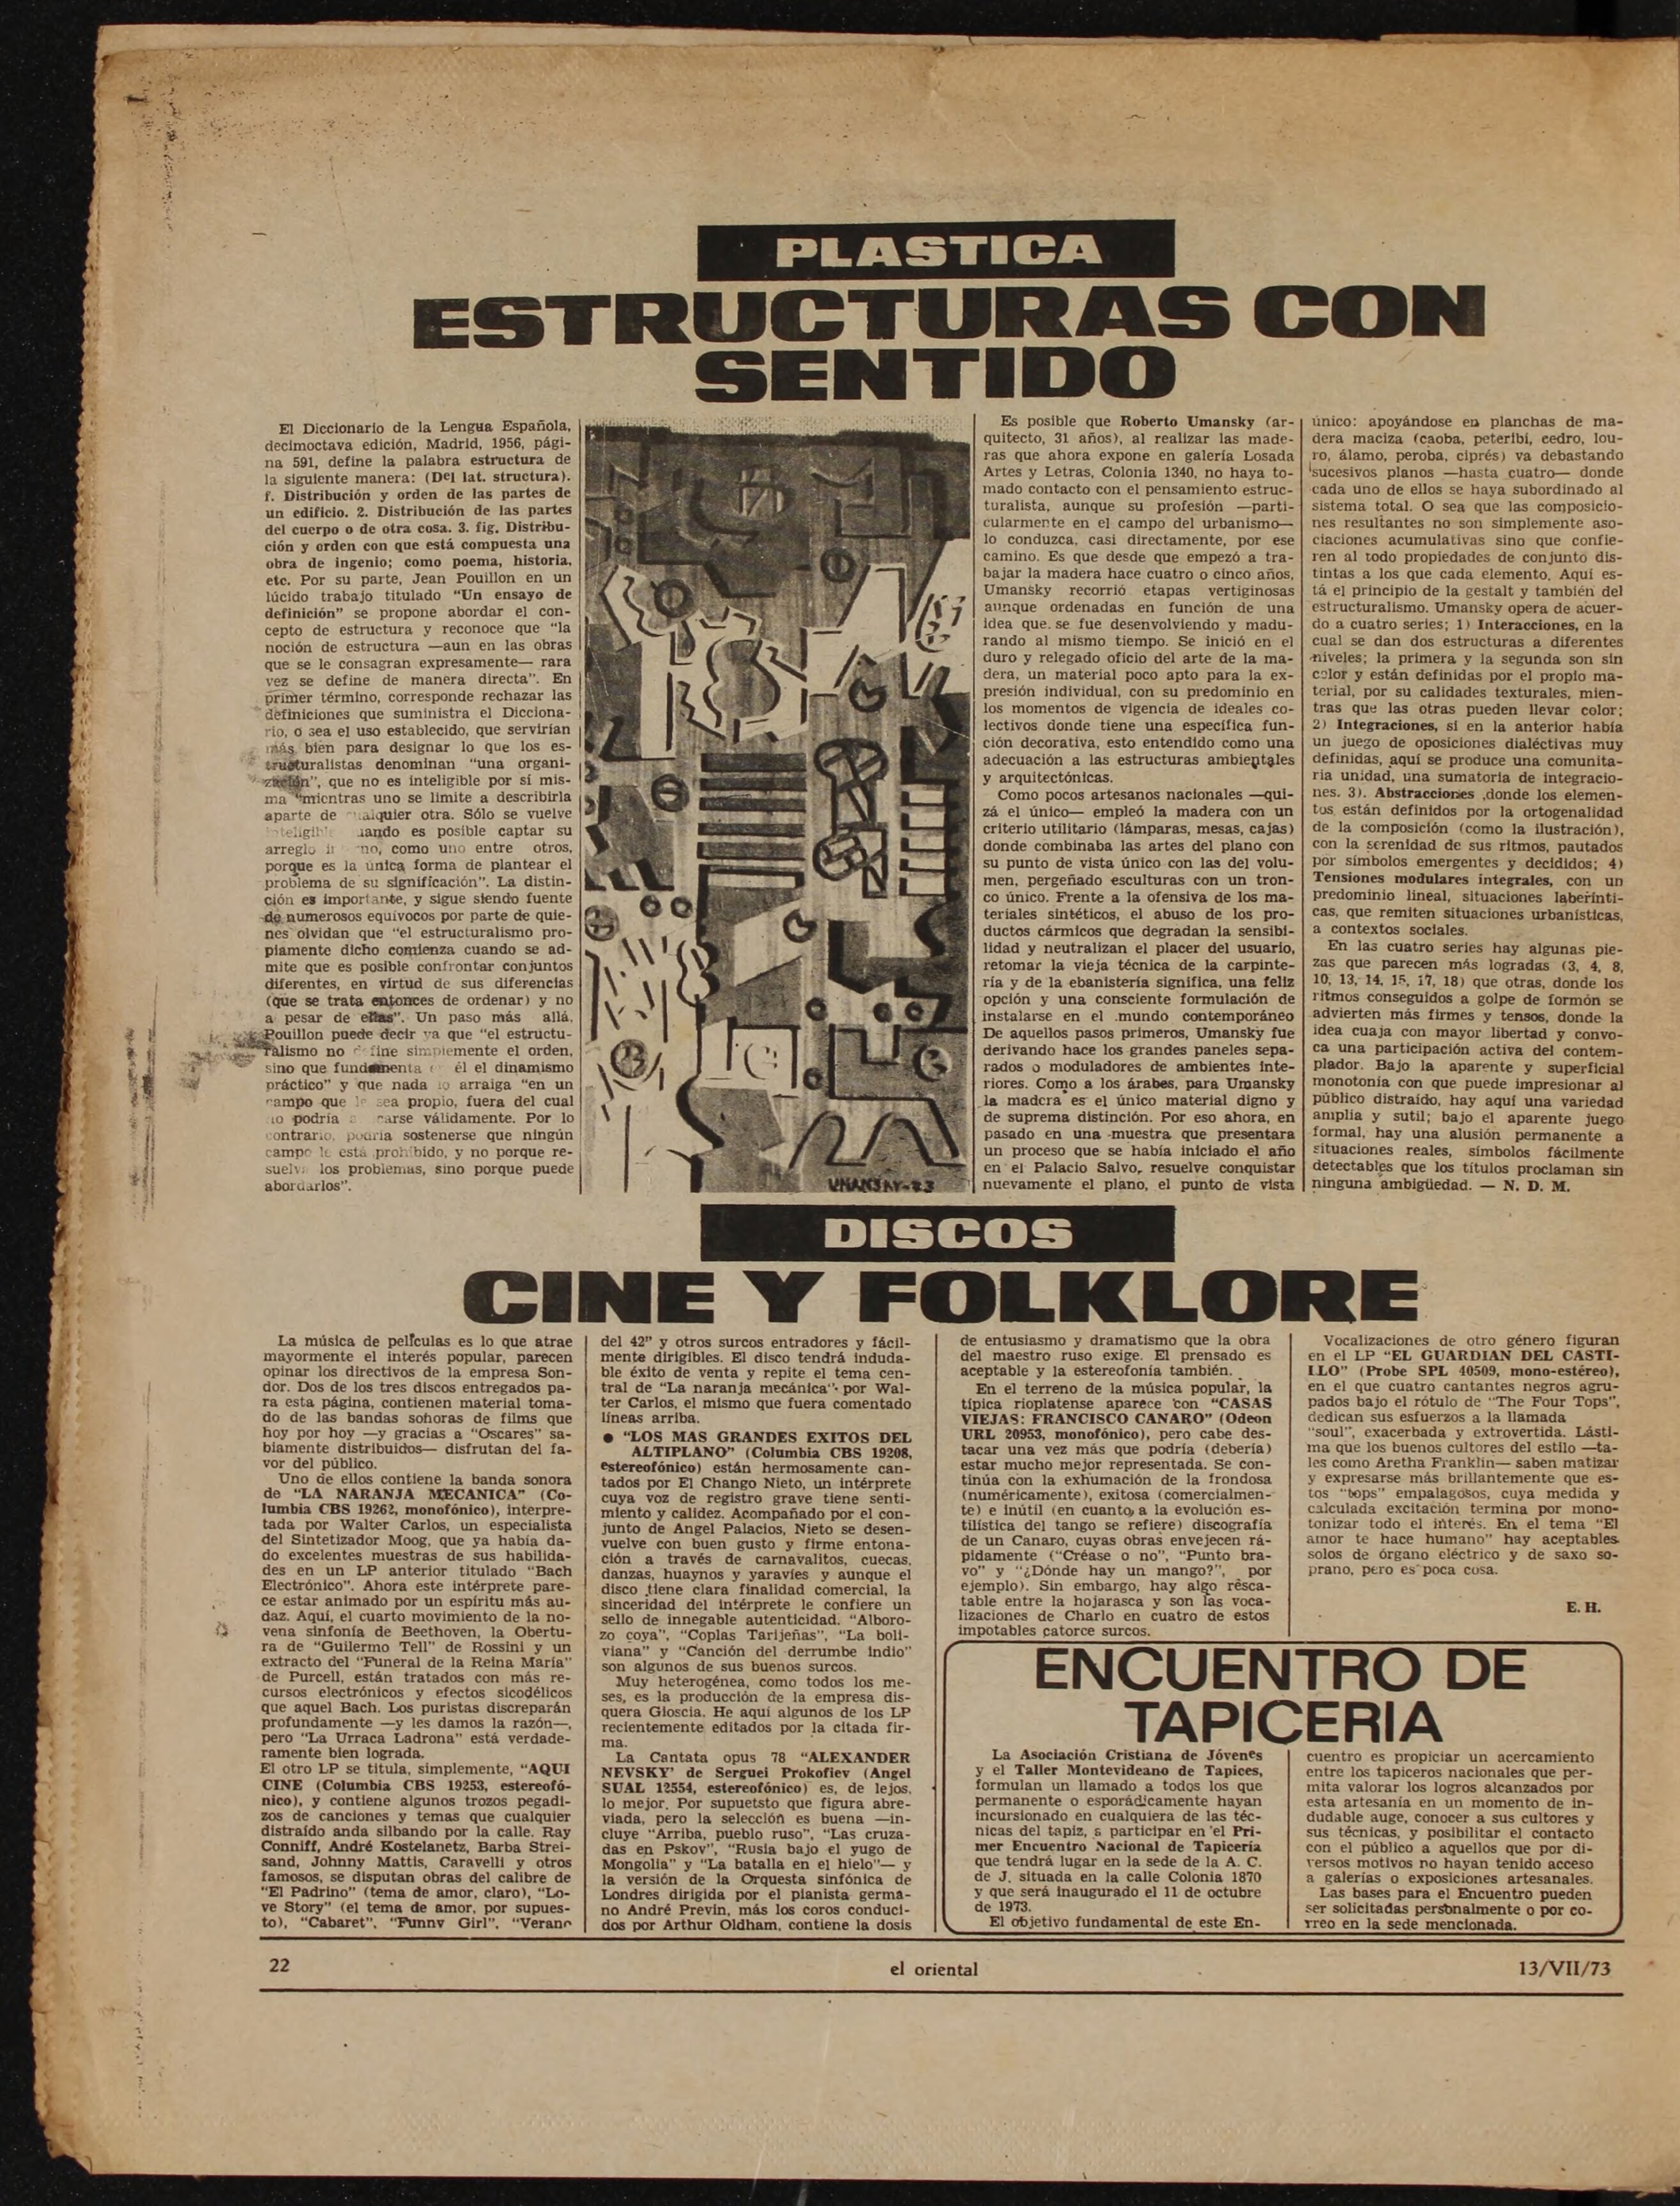 PLASTICA
ESTRUCTURAS CON
SENTIDO
El Diccionario de la Lengua Española,
decimoctava edición, Madrid, 1956, pági-
na 591, define la palabra estructura de
la siguiente manera: (Del lat. structura).
f. Distribución y orden de las partes de
un edificio. 2. Distribución de las partes
del cuerpo o de otra cosa. 3. fig. Distribu-
ción y orden con que está compuesta una
obra de ingenio; como poema, historia,
etc. Por su parte, Jean Pouillon en un
lúcido trabajo titulado "Un ensayo de
definición" se propone abordar el con-
cepto de estructura y reconoce que "la
noción de estructura —aun en las obras
que se le consagran expresamente— rara
vez se define de manera directa". En
primer término, corresponde rechazar las
definiciones que suministra el Dicciona-
rio, o sea el uso establecido, que servirían
más bien para designar lo que los es-
tructuralistas denominan "una organi-
zación", que no es inteligible por sí mis-
ma "mientras uno se limite a describirla
aparte de cualquier otra. Sólo se vuelve
inteligible cuando es posible captar su
arreglo como uno entre otros,
porque es la única forma de plantear el
problema de su significación". La distin-
ción es importante, y sigue siendo fuente
de numerosos equívocos por parte de quie-
nes olvidan que "el estructuralismo pro-
piamente dicho comienza cuando se ad-
mite que es posible confrontar conjuntos
diferentes, en virtud de sus diferencias
(que se trata entonces de ordenar) y no
a pesar de ellas". Un paso más allá,
Pouillon puede decir ya que "el estructu-
ralismo no define simplemente el orden,
sino que fundamenta él el dinamismo
práctico" y que nada lo arraiga "en un
campo que le sea propio, fuera del cual
no podría válidamente. Por lo
contrario, podría sostenerse que ningún
campo le está prohibido, y no porque re-
suelva los problemas, sino porque puede
abordarlos".
UMANSKY-73
Es posible que Roberto Umansky (ar-
quitecto, 31 años), al realizar las made-
ras que ahora expone en galería Losada
Artes y Letras, Colonia 1340, no haya to-
mado contacto con el pensamiento estruc-
turalista, aunque su profesión —parti-
cularmente en el campo del urbanismo—
lo conduzca, casi directamente, por ese
camino. Es que desde que empezó a tra-
bajar la madera hace cuatro o cinco años,
Umansky recorrió etapas vertiginosas
aunque ordenadas en función de una
idea que se fue desenvolviendo y madu-
rando al mismo tiempo. Se inició en el
duro y relegado oficio del arte de la ma-
dera, un material poco apto para la ex-
presión individual, con su predominio en
los momentos de vigencia de ideales co-
lectivos donde tiene una específica fun-
ción decorativa, esto entendido como una
adecuación a las estructuras ambientales
y arquitectónicas.
Como pocos artesanos nacionales —qui-
zá el único— empleó la madera con un
criterio utilitario (lámparas, mesas, cajas)
donde combinaba las artes del plano con
su punto de vista único con las del volu-
men, pergeñado esculturas con un tron-
co único. Frente a la ofensiva de los ma-
teriales sintéticos, el abuso de los pro-
ductos cármicos que degradan la sensibi-
lidad y neutralizan el placer del usuario,
retomar la vieja técnica de la carpinte-
ría y de la ebanistería significa, una feliz
opción y una consciente formulación de
instalarse en el mundo contemporáneo
De aquellos pasos primeros, Umansky fue
derivando hace los grandes paneles sepa-
rados o moduladores de ambientes inte-
riores. Como a los árabes, para Umansky
la madera es el único material digno y
de suprema distinción. Por eso ahora, en
pasado en una muestra que presentara
un proceso que se había iniciado el año
en el Palacio Salvo, resuelve conquistar
nuevamente el plano, el punto de vista
único: apoyándose en planchas de ma-
dera maciza (caoba, peteribi, cedro, lou-
ro, álamo, peroba, ciprés) va debastando
sucesivos planos —hasta cuatro— donde
cada uno de ellos se haya subordinado al
sistema total. O sea que las composicio-
nes resultantes no son simplemente aso-
ciaciones acumulativas sino que confie-
ren al todo propiedades de conjunto dis-
tintas a los que cada elemento. Aquí es-
tá el principio de la gestalt y también del
estructuralismo. Umansky opera de acuer-
do a cuatro series; 1) Interacciones, en la
cual se dan dos estructuras a diferentes
niveles; la primera y la segunda son sin
color y están definidas por el propio ma-
terial, por su calidades texturales, mien-
tras que las otras pueden llevar color;
2) Integraciones, si en la anterior había
un juego de oposiciones dialéctivas muy
definidas, aquí se produce una comunita-
ria unidad, una sumatoria de integracio-
nes. 3). Abstracciones ,donde los elemen-
tos están definidos por la ortogenalidad
de la composición (como la ilustración),
con la serenidad de sus ritmos, pautados
por símbolos emergentes y decididos; 4)
Tensiones modulares integrales, con un
predominio lineal, situaciones laberínti-
cas, que remiten situaciones urbanísticas,
a contextos sociales.
En las cuatro series hay algunas pie-
zas que parecen más logradas (3, 4, 8,
10, 13, 14, 15, 17, 18) que otras, donde los
ritmos conseguidos a golpe de formón se
advierten más firmes y tensos, donde la
idea cuaja con mayor libertad y convo-
ca una participación activa del contem-
plador. Bajo la aparente y superficial
monotonía con que puede impresionar al
público distraído, hay aquí una variedad
amplia y sutil; bajo el aparente juego
formal, hay una alusión permanente a
situaciones reales, símbolos fácilmente
detectables que los títulos proclaman sin
ninguna ambigüedad. — N. D. M.
DISCOS
CINE Y FOLKLORE
La música de películas es lo que atrae
mayormente el interés popular, parecen
opinar los directivos de la empresa Son-
dor. Dos de los tres discos entregados pa-
ra esta página, contienen material toma-
do de las bandas sonoras de films que
hoy por hoy —y gracias a "Oscares" sa-
biamente distribuidos— disfrutan del fa-
vor del público.
Uno de ellos contiene la banda sonora
de "LA NARANJA MECANICA" (Co-
lumbia CBS 19262, monofónico), interpre-
tada por Walter Carlos, un especialista
del Sintetizador Moog, que ya había da-
do excelentes muestras de sus habilida-
des en un LP anterior titulado "Bach
Electrónico". Ahora este intérprete pare-
ce estar animado por un espíritu más au-
daz. Aquí, el cuarto movimiento de la no-
vena sinfonía de Beethoven, la Obertu-
ra de "Guilermo Tell" de Rossini y un
extracto del "Funeral de la Reina María"
de Purcell, están tratados con más re-
cursos electrónicos y efectos sicodélicos
que aquel Bach. Los puristas discreparán
profundamente —y les damos la razón—,
pero "La Urraca Ladrona" está verdade-
ramente bien lograda.
El otro LP se titula, simplemente, "AQUI
CINE (Columbia CBS 19253, estereofó-
nico), y contiene algunos trozos pegadi-
zos de canciones y temas que cualquier
distraído anda silbando por la calle. Ray
Conniff, André Kostelanetz, Barba Strei-
sand, Johnny Mattis, Caravelli y otros
famosos, se disputan obras del calibre de
"El Padrino" (tema de amor, claro), "Lo-
ve Story" (el tema de amor, por supues-
to), "Cabaret", "Funny Girl", "Verano
del 42" y otros surcos entradores y fácil-
mente dirigibles. El disco tendrá induda-
ble éxito de venta y repite el tema cen-
tral de "La naranja mecánica" por Wal-
ter Carlos, el mismo que fuera comentado
líneas arriba.
● "LOS MAS GRANDES EXITOS DEL
ALTIPLANO" (Columbia CBS 19208,
estereofónico) están hermosamente can-
tados por El Chango Nieto, un intérprete
cuya voz de registro grave tiene senti-
miento y calidez. Acompañado por el con-
junto de Angel Palacios, Nieto se desen-
vuelve con buen gusto y firme entona-
ción a través de carnavalitos, cuecas,
danzas, huaynos y yaravíes y aunque el
disco tiene clara finalidad comercial, la
sinceridad del intérprete le confiere un
sello de innegable autenticidad. "Alboro-
zo coya", "Coplas Tarijeñas", "La boli-
viana" y "Canción del derrumbe indio"
son algunos de sus buenos surcos.
Muy heterogénea, como todos los me-
ses, es la producción de la empresa dis-
quera Gioscia. He aquí algunos de los LP
recientemente editados por la citada fir-
ma.
La Cantata opus 78 "ALEXANDER
NEVSKY' de Serguei Prokofiev (Angel
SUAL 12554, estereofónico) es, de lejos,
lo mejor. Por supuetsto que figura abre-
viada, pero la selección es buena —in-
cluye "Arriba, pueblo ruso", "Las cruza-
das en Pskov", "Rusia bajo el yugo de
Mongolia" y "La batalla en el hielo"— y
la versión de la Orquesta sinfónica de
Londres dirigida por el pianista germa-
no André Previn, más los coros conduci-
dos por Arthur Oldham, contiene la dosis
de entusiasmo y dramatismo que la obra
del maestro ruso exige. El prensado es
aceptable y la estereofonía también.
En el terreno de la música popular, la
típica rioplatense aparece con "CASAS
VIEJAS: FRANCISCO CANARO" (Odeon
URL 20953, monofónico), pero cabe des-
tacar una vez más que podría (debería)
estar mucho mejor representada. Se con-
tinúa con la exhumación de la frondosa
(numéricamente), exitosa (comercialmen-
te) e inútil (en cuanto a la evolución es-
tilística del tango se refiere) discografía
de un Canaro, cuyas obras envejecen rá-
pidamente ("Créase o no", "Punto bra-
vo" y "¿Dónde hay un mango?", por
ejemplo). Sin embargo, hay algo resca-
table entre la hojarasca y son las voca-
lizaciones de Charlo en cuatro de estos
impotables catorce surcos.
Vocalizaciones de otro género figuran
en el LP "EL GUARDIAN DEL CASTI-
LLO" (Probe SPL 40509, mono-estéreo),
en el que cuatro cantantes negros agru-
pados bajo el rótulo de "The Four Tops",
dedican sus esfuerzos a la llamada
"soul", exacerbada y extrovertida. Lásti-
ma que los buenos cultores del estilo —ta-
les como Aretha Franklin— saben matizar
y expresarse más brillantemente que es-
tos "tops" empalagosos, cuya medida y
calculada excitación termina por mono-
tonizar todo el interés. En el tema "El
amor te hace humano" hay aceptables
solos de órgano eléctrico y de saxo so-
prano, pero es poca cosa.
E. H.
ENCUENTRO DE
TAPICERIA
La Asociación Cristiana de Jóvenes
y el Taller Montevideano de Tapices,
formulan un llamado a todos los que
permanente o esporádicamente hayan
incursionado en cualquiera de las téc-
nicas del tapiz, a participar en el Pri-
mer Encuentro Nacional de Tapicería
que tendrá lugar en la sede de la A. C.
de J. situada en la calle Colonia 1870
y que será inaugurado el 11 de octubre
de 1973.
El objetivo fundamental de este En-
cuentro es propiciar un acercamiento
entre los tapiceros nacionales que per-
mita valorar los logros alcanzados por
esta artesanía en un momento de in-
dudable auge, conocer a sus cultores y
sus técnicas, y posibilitar el contacto
con el público a aquellos que por di-
versos motivos no hayan tenido acceso
a galerías o exposiciones artesanales.
Las bases para el Encuentro pueden
ser solicitadas personalmente o por co-
rreo en la sede mencionada.
22
el oriental
13/VII/73